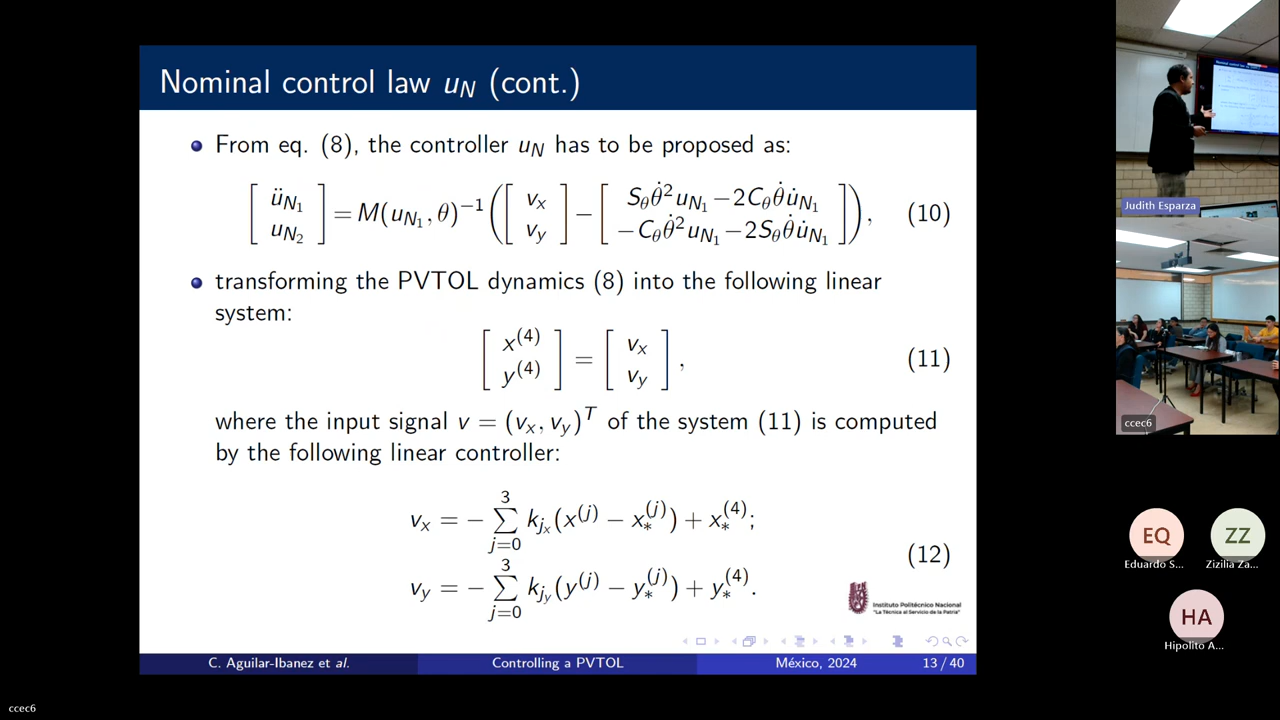 Nominal control law u_N (cont.)
From eq. (8), the controller u_N has to be proposed as:
[ ü_{N_1} ; u_{N_2} ] = M(u_{N_1}, θ)^{−1} ( [ v_x ; v_y ] − [ S_θ θ̇² u_{N_1} − 2C_θ θ̇ u̇_{N_1} ; −C_θ θ̇² u_{N_1} − 2S_θ θ̇ u̇_{N_1} ] ), (10)
transforming the PVTOL dynamics (8) into the following linear
system:
[ x^{(4)} ; y^{(4)} ] = [ v_x ; v_y ], (11)
where the input signal v = (v_x, v_y)^T of the system (11) is computed
by the following linear controller:
v_x = − ∑_{j=0}^{3} k_{j_x}(x^{(j)} − x_*^{(j)}) + x_*^{(4)};
(12)
v_y = − ∑_{j=0}^{3} k_{j_y}(y^{(j)} − y_*^{(j)}) + y_*^{(4)}.
Instituto Politécnico Nacional
"La Técnica al Servicio de la Patria"
C. Aguilar-Ibanez et al. Controlling a PVTOL México, 2024 13 / 40
Judith Esparza
ccec6
EQ ZZ
Eduardo S... Zizilia Za...
HA
Hipolito A...
ccec6